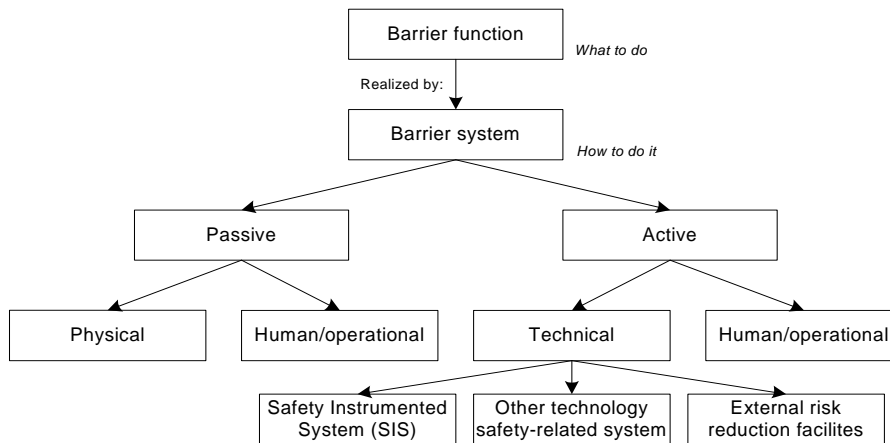 Barrier function
What to do
Realized by:
Barrier system
How to do it
Passive
Active
Physical
Human/operational
Technical
Human/operational
Safety Instrumented
System (SIS)
Other technology
safety-related system
External risk
reduction facilites